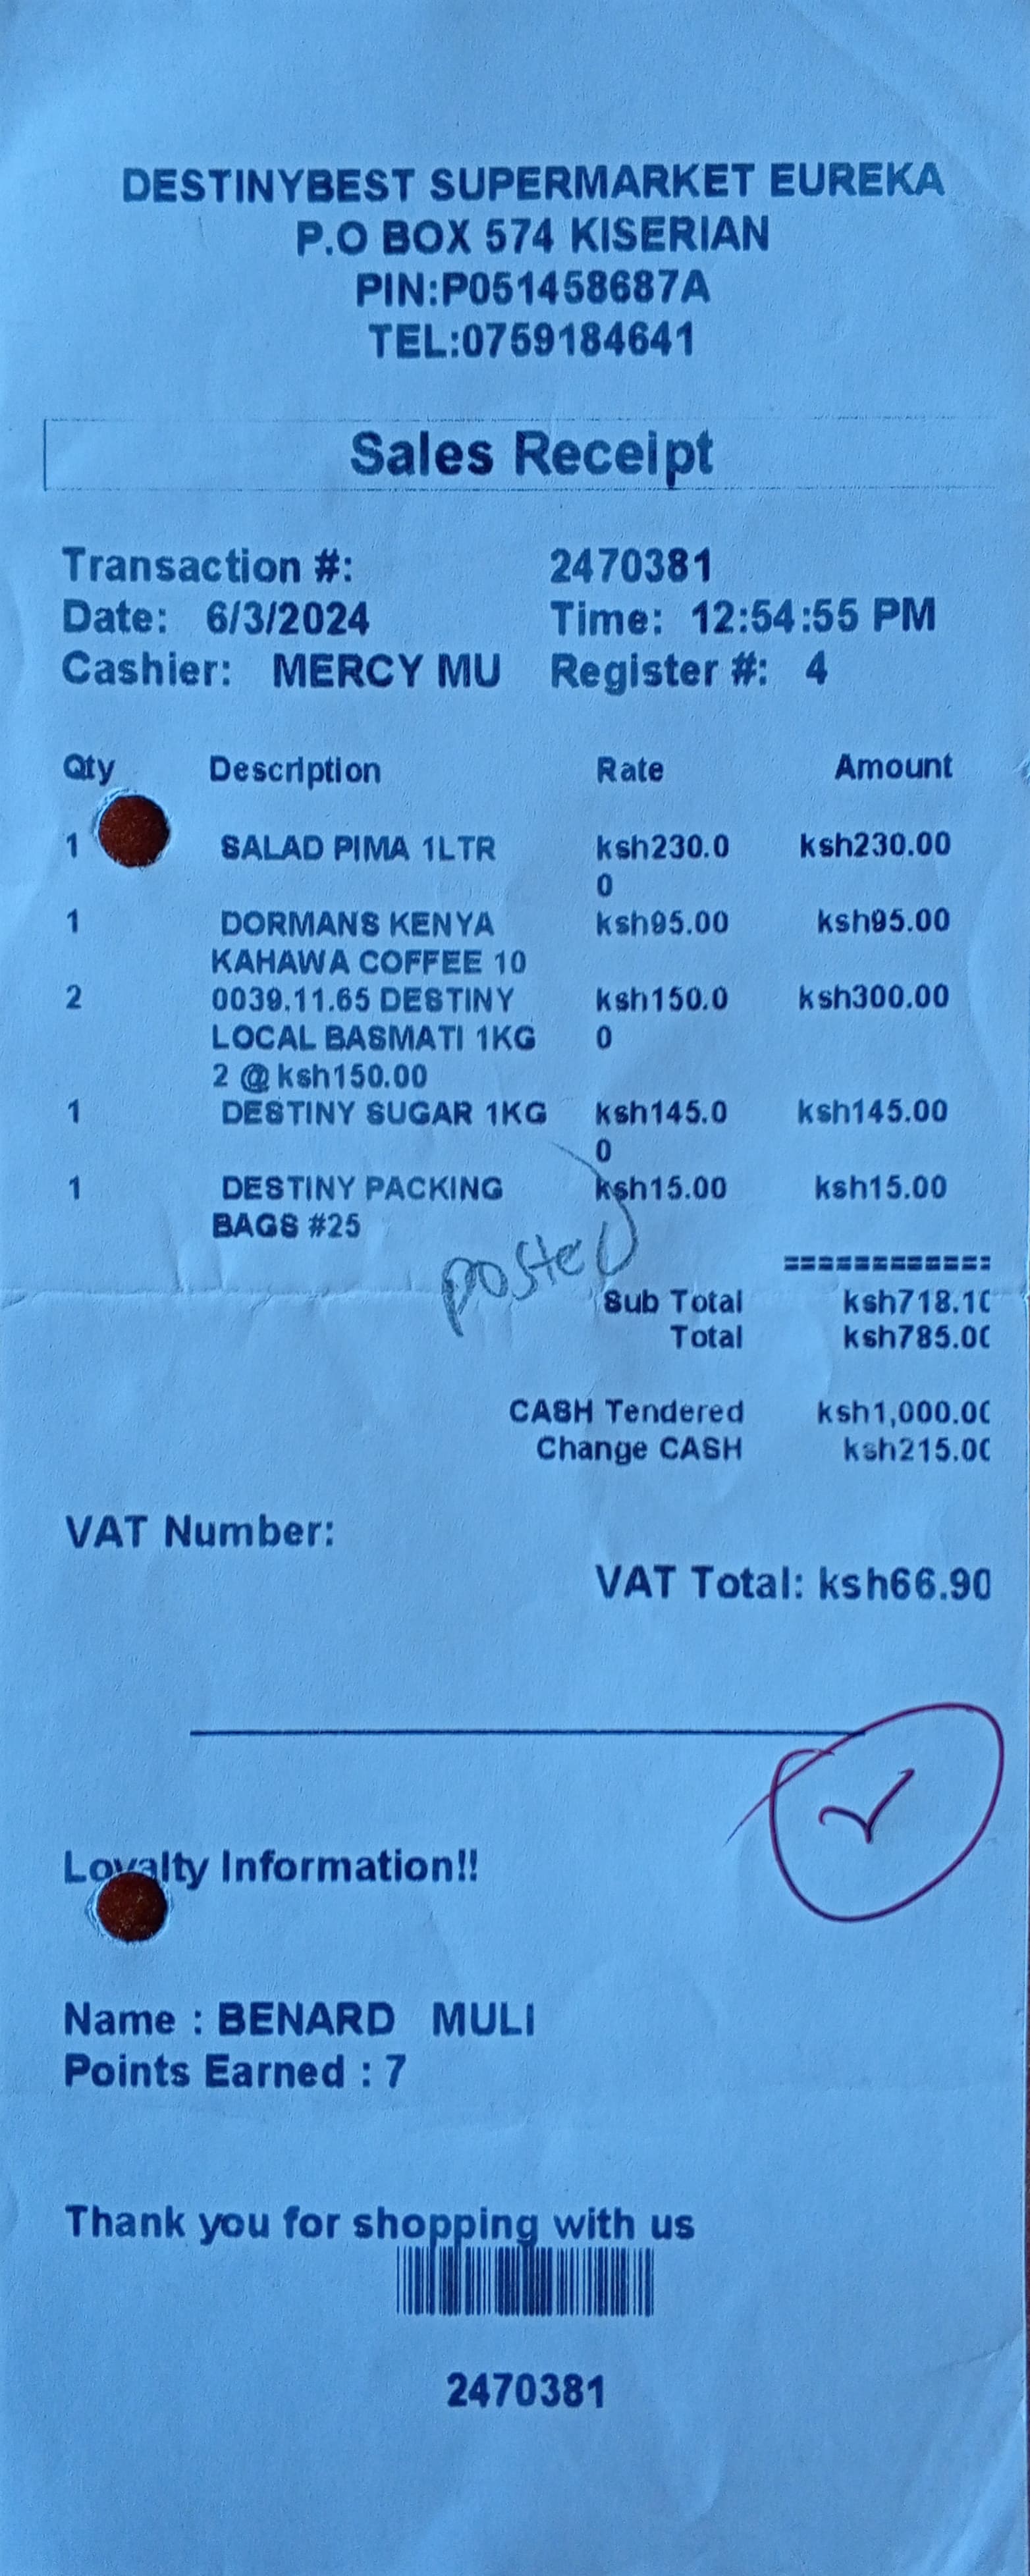 DESTINYBEST SUPERMARKET EUREKA
P.O BOX 574 KISERIAN
PIN:P051458687A
TEL:0759184641
Sales Receipt
Transaction #: 2470381
Date: 6/3/2024 Time: 12:54:55 PM
Cashier: MERCY MU Register #: 4
Qty Description Rate Amount
1 SALAD PIMA 1LTR ksh230.0 ksh230.00
0
1 DORMANS KENYA ksh95.00 ksh95.00
KAHAWA COFFEE 10
2 0039.11.65 DESTINY ksh150.0 ksh300.00
LOCAL BASMATI 1KG 0
2 @ ksh150.00
1 DESTINY SUGAR 1KG ksh145.0 ksh145.00
0
1 DESTINY PACKING ksh15.00 ksh15.00
BAGS #25
posted
============
Sub Total ksh718.10
Total ksh785.00
CASH Tendered ksh1,000.00
Change CASH ksh215.00
VAT Number:
VAT Total: ksh66.90
Loyalty Information!!
Name : BENARD MULI
Points Earned : 7
Thank you for shopping with us
2470381